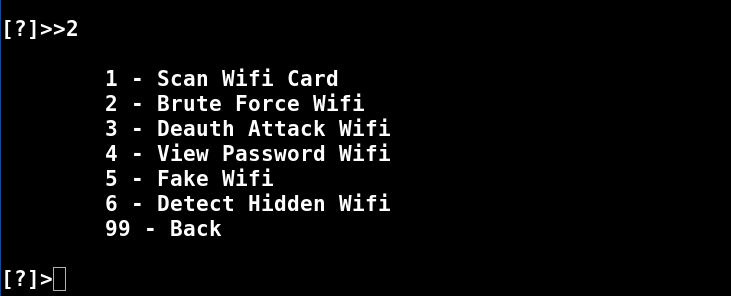 [?]>>2
1 - Scan Wifi Card
2 - Brute Force Wifi
3 - Deauth Attack Wifi
4 - View Password Wifi
5 - Fake Wifi
6 - Detect Hidden Wifi
99 - Back
[?]>